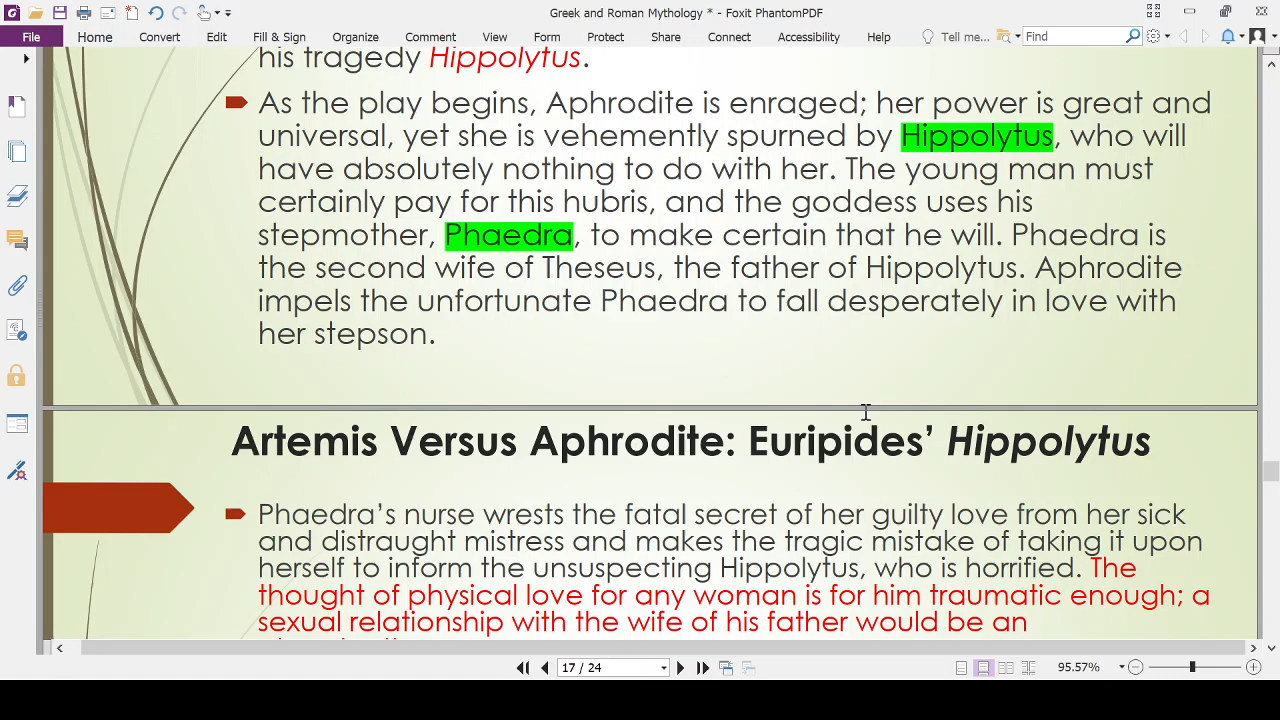 Greek and Roman Mythology * - Foxit PhantomPDF
File Home Convert Edit Fill & Sign Organize Comment View Form Protect Share Connect Accessibility Help Tell me... Find
his tragedy Hippolytus.
As the play begins, Aphrodite is enraged; her power is great and
universal, yet she is vehemently spurned by Hippolytus, who will
have absolutely nothing to do with her. The young man must
certainly pay for this hubris, and the goddess uses his
stepmother, Phaedra, to make certain that he will. Phaedra is
the second wife of Theseus, the father of Hippolytus. Aphrodite
impels the unfortunate Phaedra to fall desperately in love with
her stepson.
Artemis Versus Aphrodite: Euripides’ Hippolytus
Phaedra’s nurse wrests the fatal secret of her guilty love from her sick
and distraught mistress and makes the tragic mistake of taking it upon
herself to inform the unsuspecting Hippolytus, who is horrified. The
thought of physical love for any woman is for him traumatic enough; a
sexual relationship with the wife of his father would be an
17 / 24
95.57%